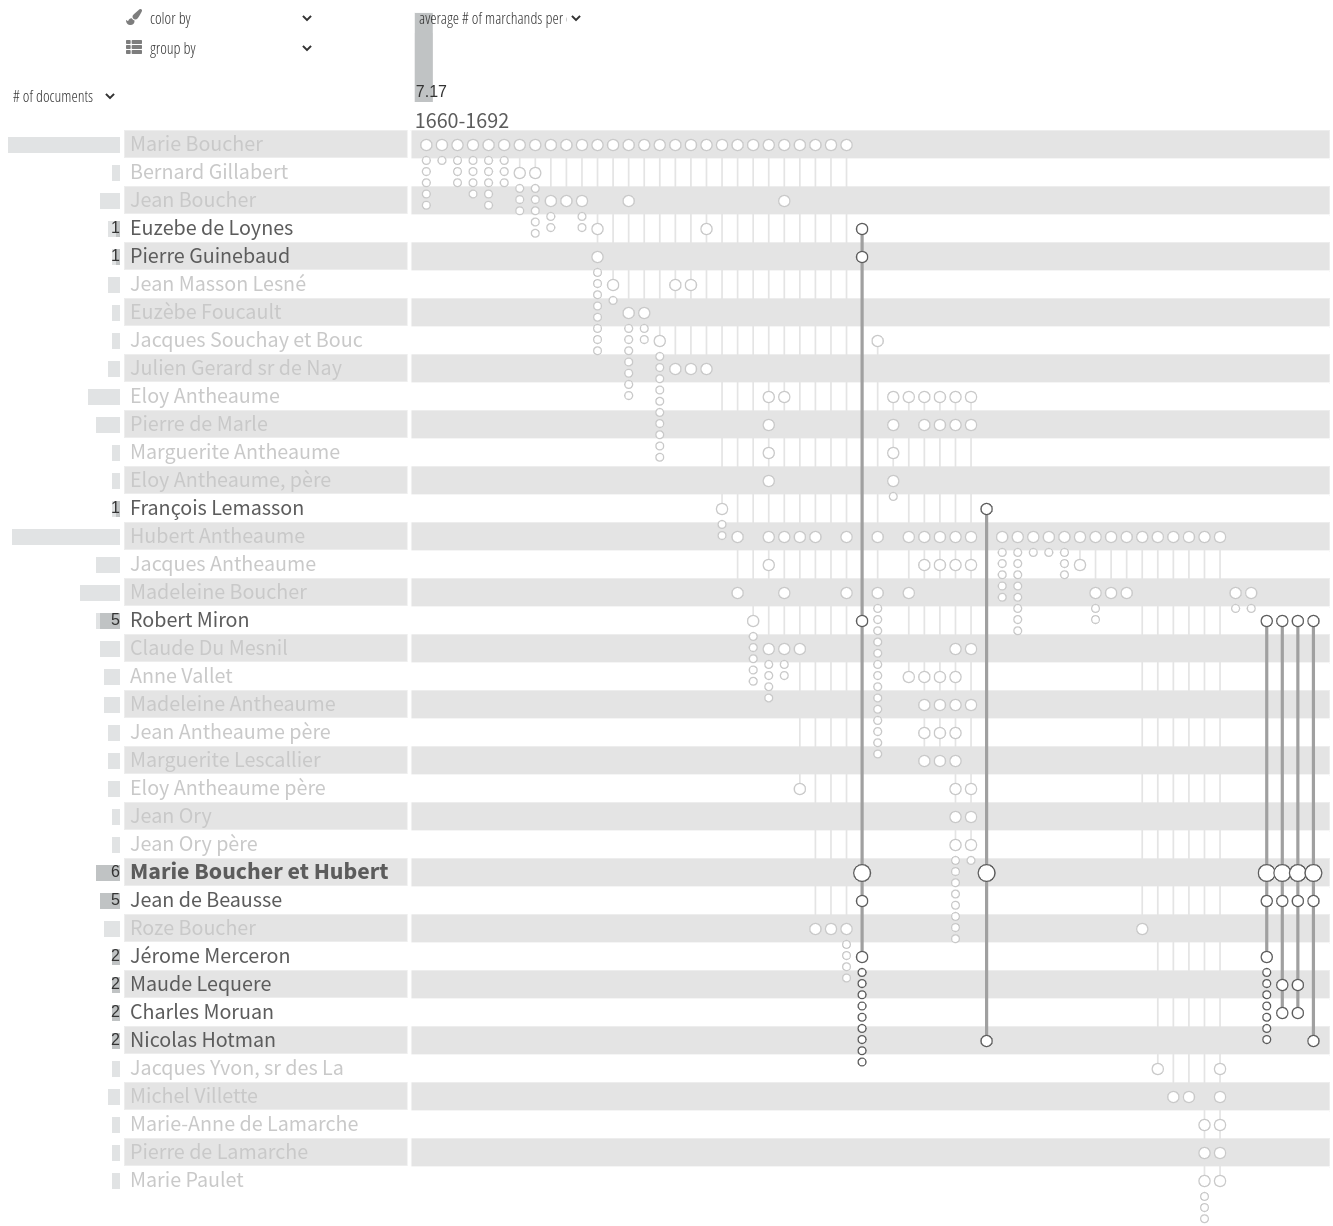 color by
average # of marchands per
group by
7.17
# of documents
1660-1692
Marie Boucher
Bernard Gillabert
Jean Boucher
1 Euzebe de Loynes
1 Pierre Guinebaud
Jean Masson Lesné
Euzèbe Foucault
Jacques Souchay et Bouc
Julien Gerard sr de Nay
Eloy Antheaume
Pierre de Marle
Marguerite Antheaume
Eloy Antheaume, père
1 François Lemasson
Hubert Antheaume
Jacques Antheaume
Madeleine Boucher
5 Robert Miron
Claude Du Mesnil
Anne Vallet
Madeleine Antheaume
Jean Antheaume père
Marguerite Lescallier
Eloy Antheaume père
Jean Ory
Jean Ory père
6 Marie Boucher et Hubert
5 Jean de Beausse
Roze Boucher
2 Jérome Merceron
2 Maude Lequere
2 Charles Moruan
2 Nicolas Hotman
Jacques Yvon, sr des La
Michel Villette
Marie-Anne de Lamarche
Pierre de Lamarche
Marie Paulet